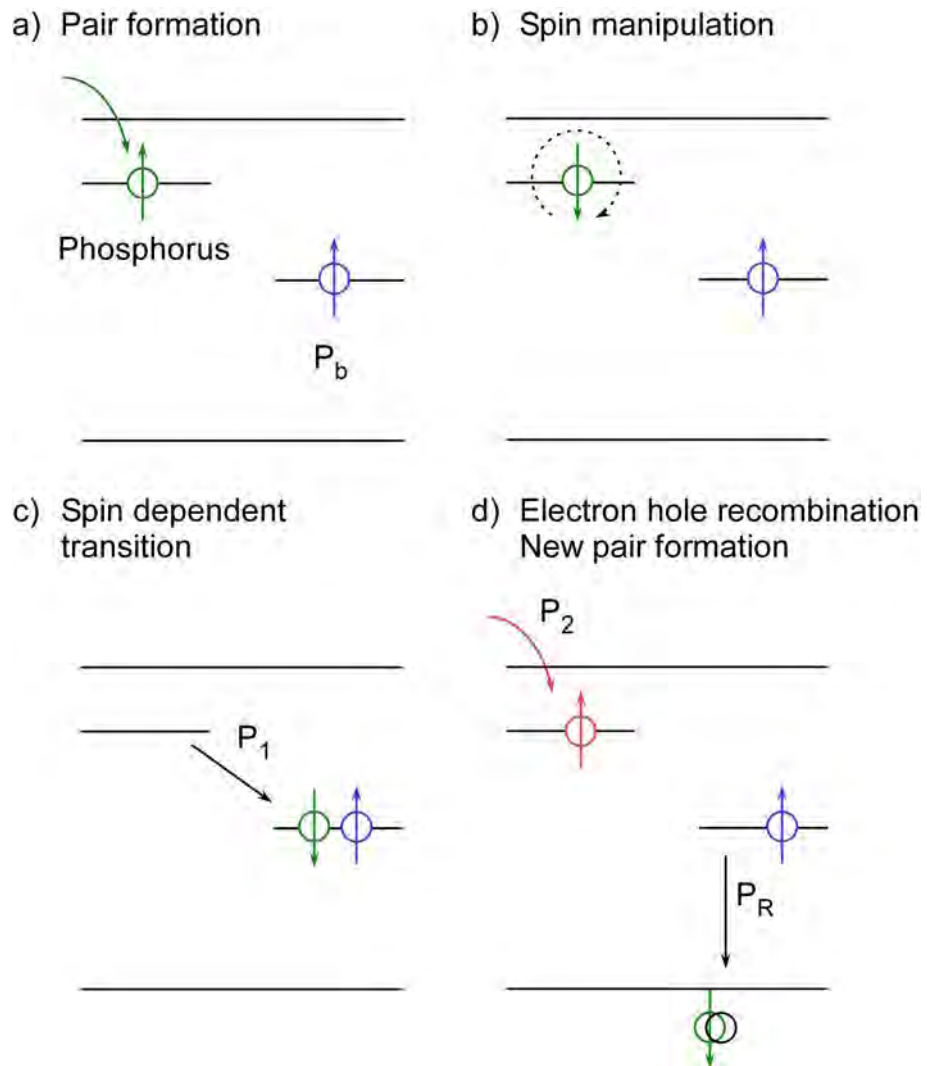 a) Pair formation
b) Spin manipulation
Phosphorus
P_b
c) Spin dependent
transition
d) Electron hole recombination
New pair formation
P_1
P_2
P_R